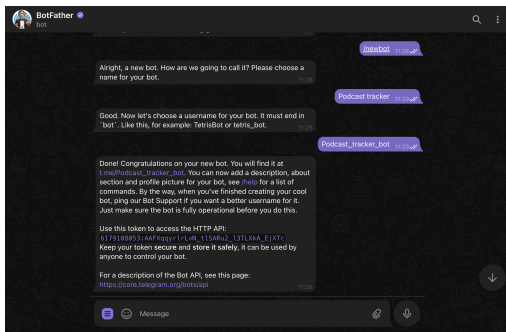 BotFather
bot
/newbot 11:28
Alright, a new bot. How are we going to call it? Please choose a
name for your bot. 11:28
Podcast tracker 11:29
Good. Now let's choose a username for your bot. It must end in
`bot`. Like this, for example: TetrisBot or tetris_bot. 11:29
Podcast_tracker_bot 11:29
Done! Congratulations on your new bot. You will find it at
t.me/Podcast_tracker_bot. You can now add a description, about
section and profile picture for your bot, see /help for a list of
commands. By the way, when you've finished creating your cool
bot, ping our Bot Support if you want a better username for it.
Just make sure the bot is fully operational before you do this.
Use this token to access the HTTP API:
6179180853:AAFXqqyrlrLvN_tlSARu2_l3TLXkA_EjXTc
Keep your token secure and store it safely, it can be used by
anyone to control your bot.
For a description of the Bot API, see this page:
https://core.telegram.org/bots/api 11:29
Message